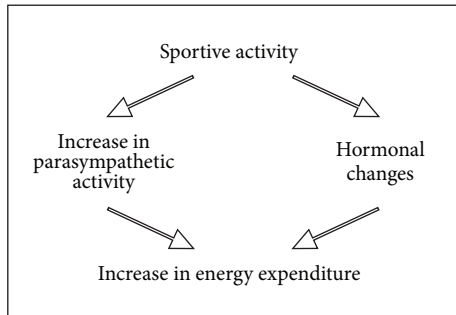 Sportive activity
Increase in
parasympathetic
activity
Hormonal
changes
Increase in energy expenditure